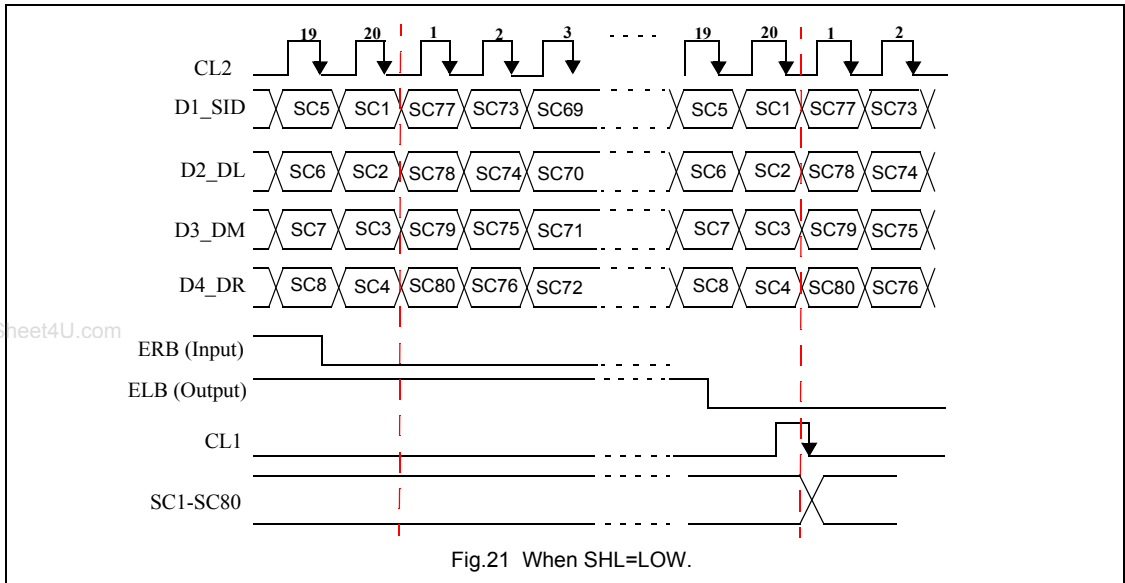 19 20 1 2 3 19 20 1 2
CL2
D1_SID SC5 SC1 SC77 SC73 SC69 SC5 SC1 SC77 SC73
D2_DL SC6 SC2 SC78 SC74 SC70 SC6 SC2 SC78 SC74
D3_DM SC7 SC3 SC79 SC75 SC71 SC7 SC3 SC79 SC75
D4_DR SC8 SC4 SC80 SC76 SC72 SC8 SC4 SC80 SC76
heet4U.com
ERB (Input)
ELB (Output)
CL1
SC1-SC80
Fig.21 When SHL=LOW.